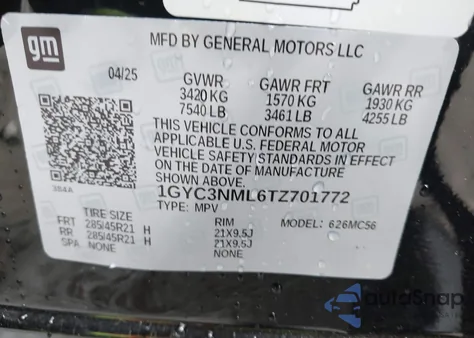 gm
MFD BY GENERAL MOTORS LLC
04/25
GVWR GAWR FRT GAWR RR
3420 KG 1570 KG 1930 KG
7540 LB 3461 LB 4255 LB
THIS VEHICLE CONFORMS TO ALL
APPLICABLE U.S. FEDERAL MOTOR
VEHICLE SAFETY STANDARDS IN EFFECT
ON THE DATE OF MANUFACTURE
SHOWN ABOVE.
384A
1GYC3NML6TZ701772
TYPE: MPV MODEL: 626MC56
TIRE SIZE RIM
FRT 285/45R21 H 21X9.5J
RR 285/45R21 H 21X9.5J
SPA NONE NONE
autoSnap